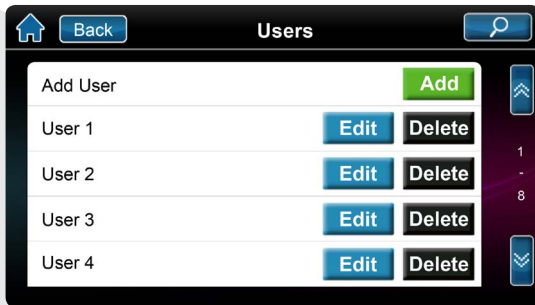 Back Users
Add User Add
User 1 Edit Delete
User 2 Edit Delete
User 3 Edit Delete
User 4 Edit Delete
1
-
8